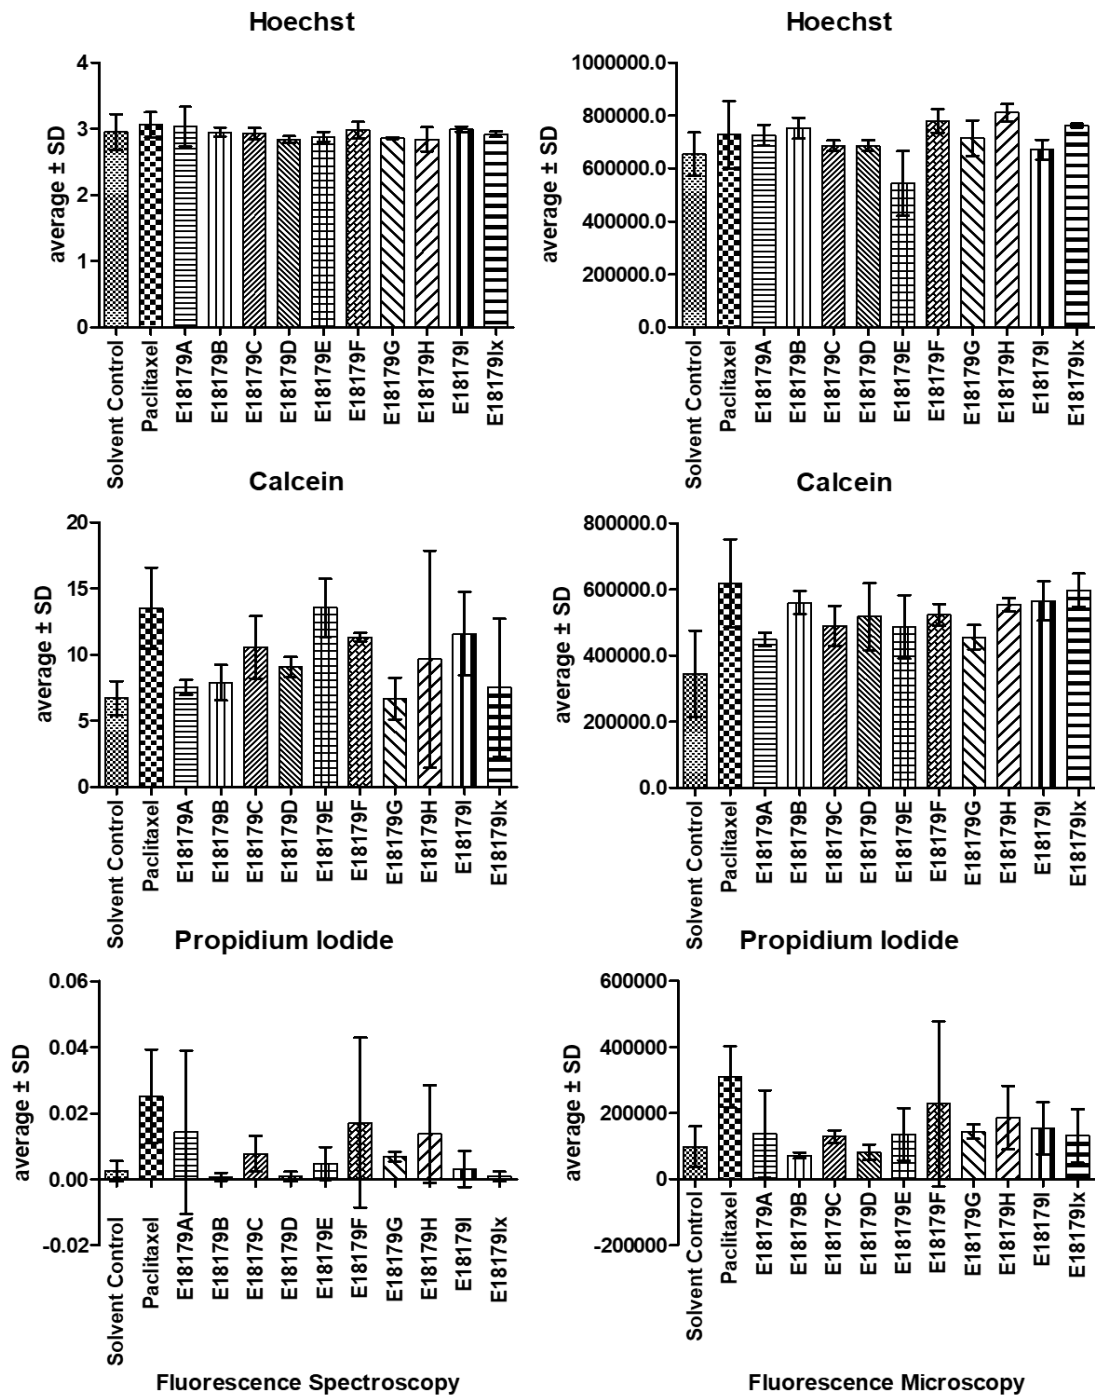 Hoechst
average ± SD
4
3
2
1
0
Solvent Control
Paclitaxel
E18179A
E18179B
E18179C
E18179D
E18179E
E18179F
E18179G
E18179H
E18179I
E18179Ix
Hoechst
average ± SD
1000000.0
800000.0
600000.0
400000.0
200000.0
0.0
Solvent Control
Paclitaxel
E18179A
E18179B
E18179C
E18179D
E18179E
E18179F
E18179G
E18179H
E18179I
E18179Ix
Calcein
average ± SD
20
15
10
5
0
Solvent Control
Paclitaxel
E18179A
E18179B
E18179C
E18179D
E18179E
E18179F
E18179G
E18179H
E18179I
E18179Ix
Calcein
average ± SD
800000.0
600000.0
400000.0
200000.0
0.0
Solvent Control
Paclitaxel
E18179A
E18179B
E18179C
E18179D
E18179E
E18179F
E18179G
E18179H
E18179I
E18179Ix
Propidium Iodide
average ± SD
0.06
0.04
0.02
0.00
-0.02
Solvent Control
Paclitaxel
E18179A
E18179B
E18179C
E18179D
E18179E
E18179F
E18179G
E18179H
E18179I
E18179Ix
Fluorescence Spectroscopy
Propidium Iodide
average ± SD
600000
400000
200000
0
-200000
Solvent Control
Paclitaxel
E18179A
E18179B
E18179C
E18179D
E18179E
E18179F
E18179G
E18179H
E18179I
E18179Ix
Fluorescence Microscopy